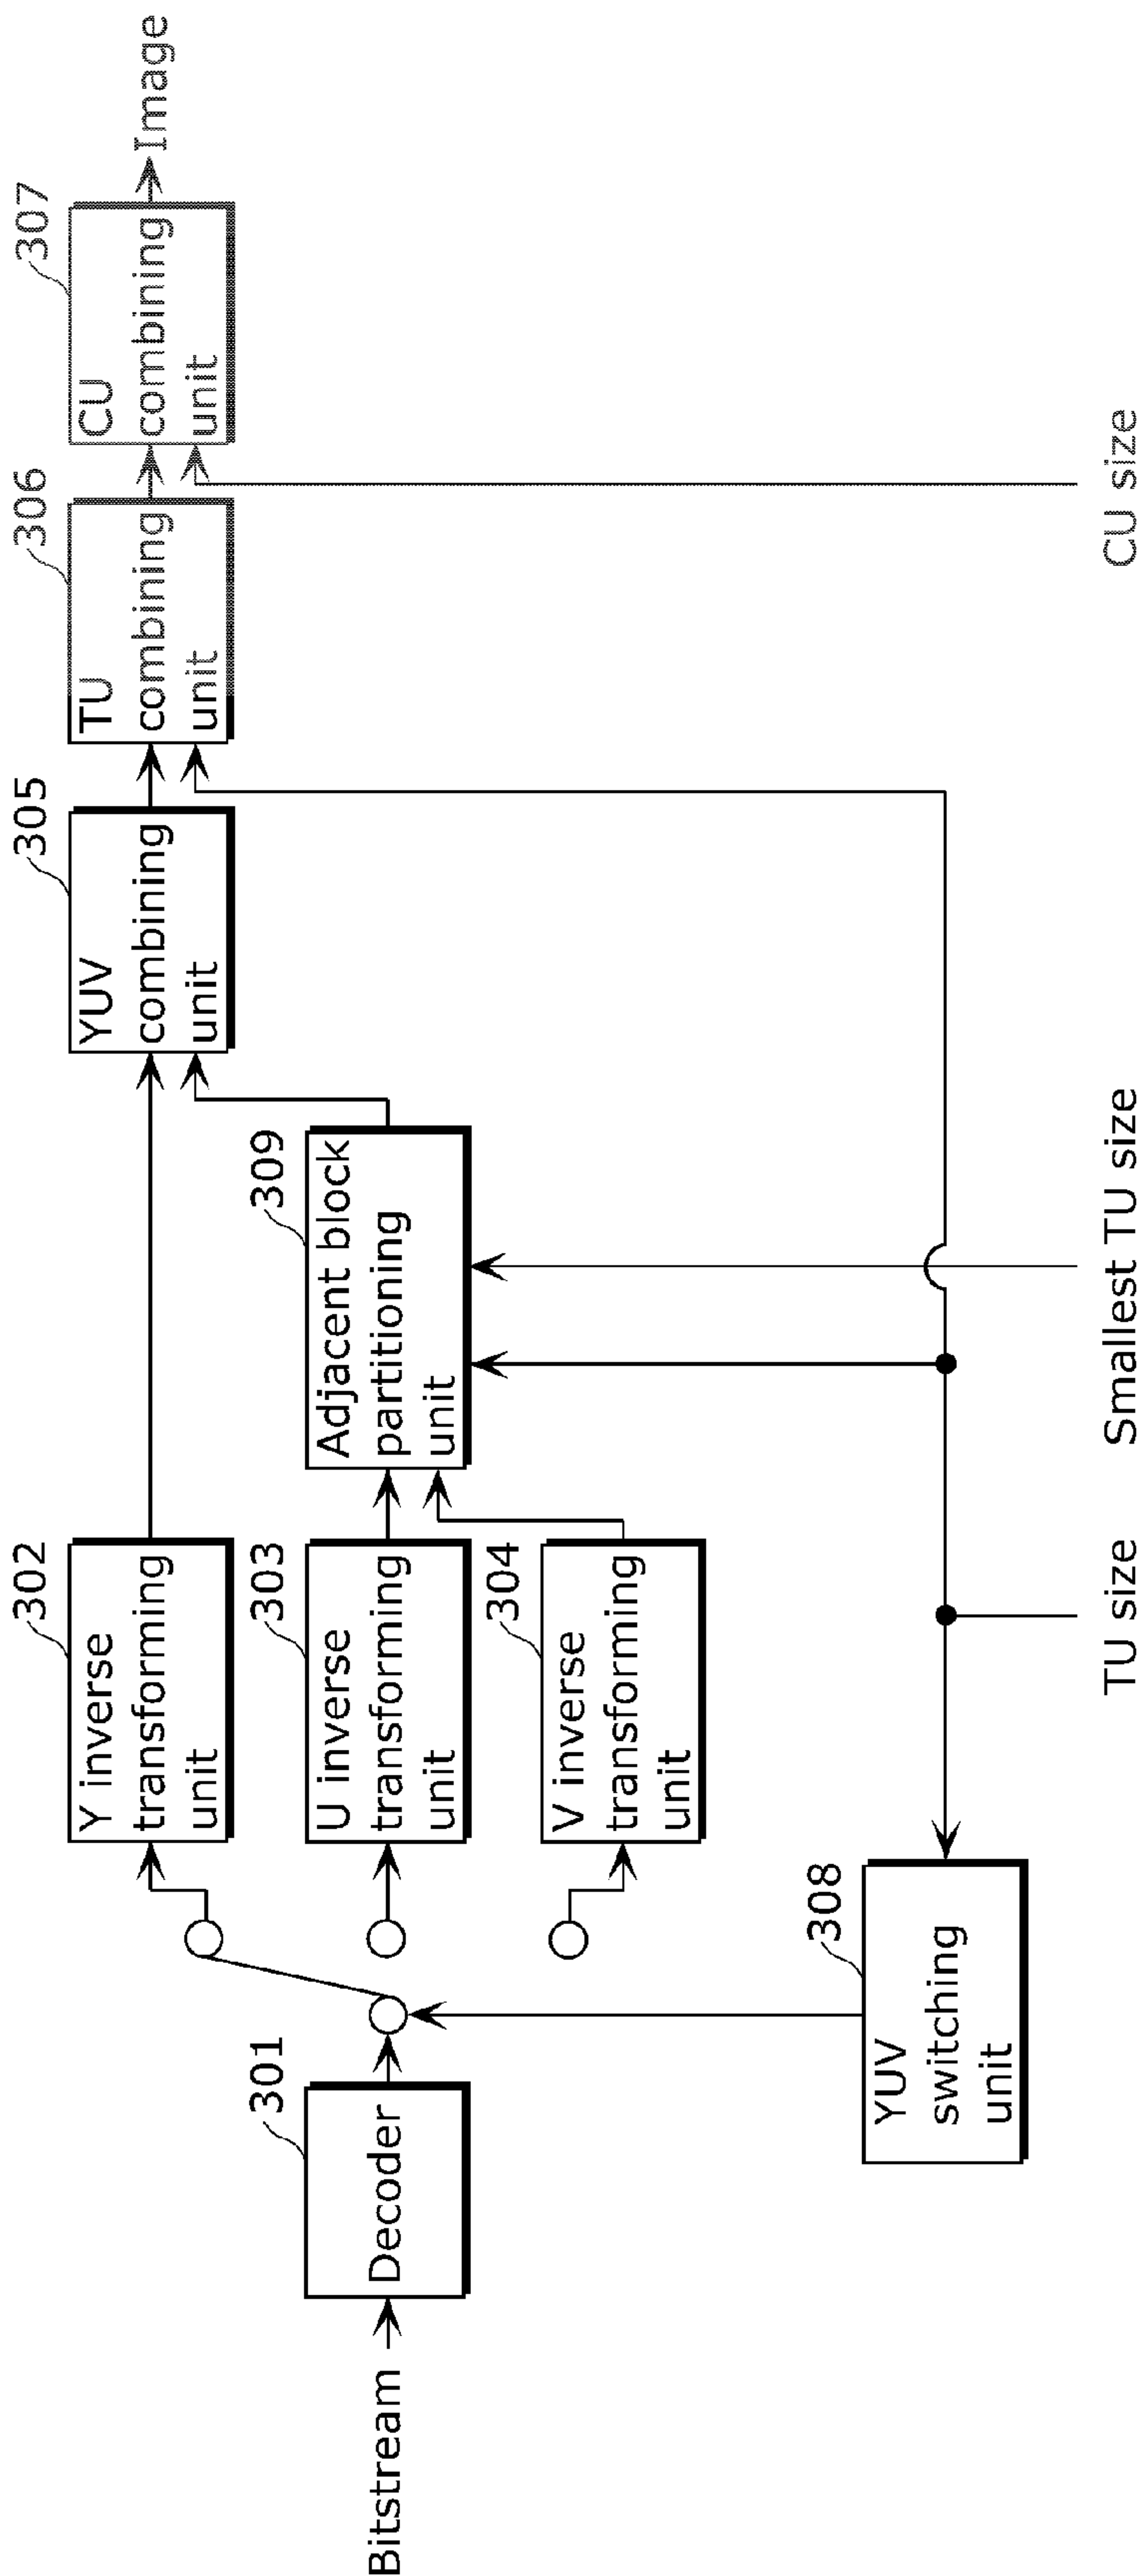 Bitstream
301
Decoder
302
Y inverse
transforming
unit
303
U inverse
transforming
unit
304
V inverse
transforming
unit
308
YUV
switching
unit
309
Adjacent block
partitioning
unit
305
YUV
combining
unit
306
TU
combining
unit
307
CU
combining
unit
Image
TU size
Smallest TU size
CU size